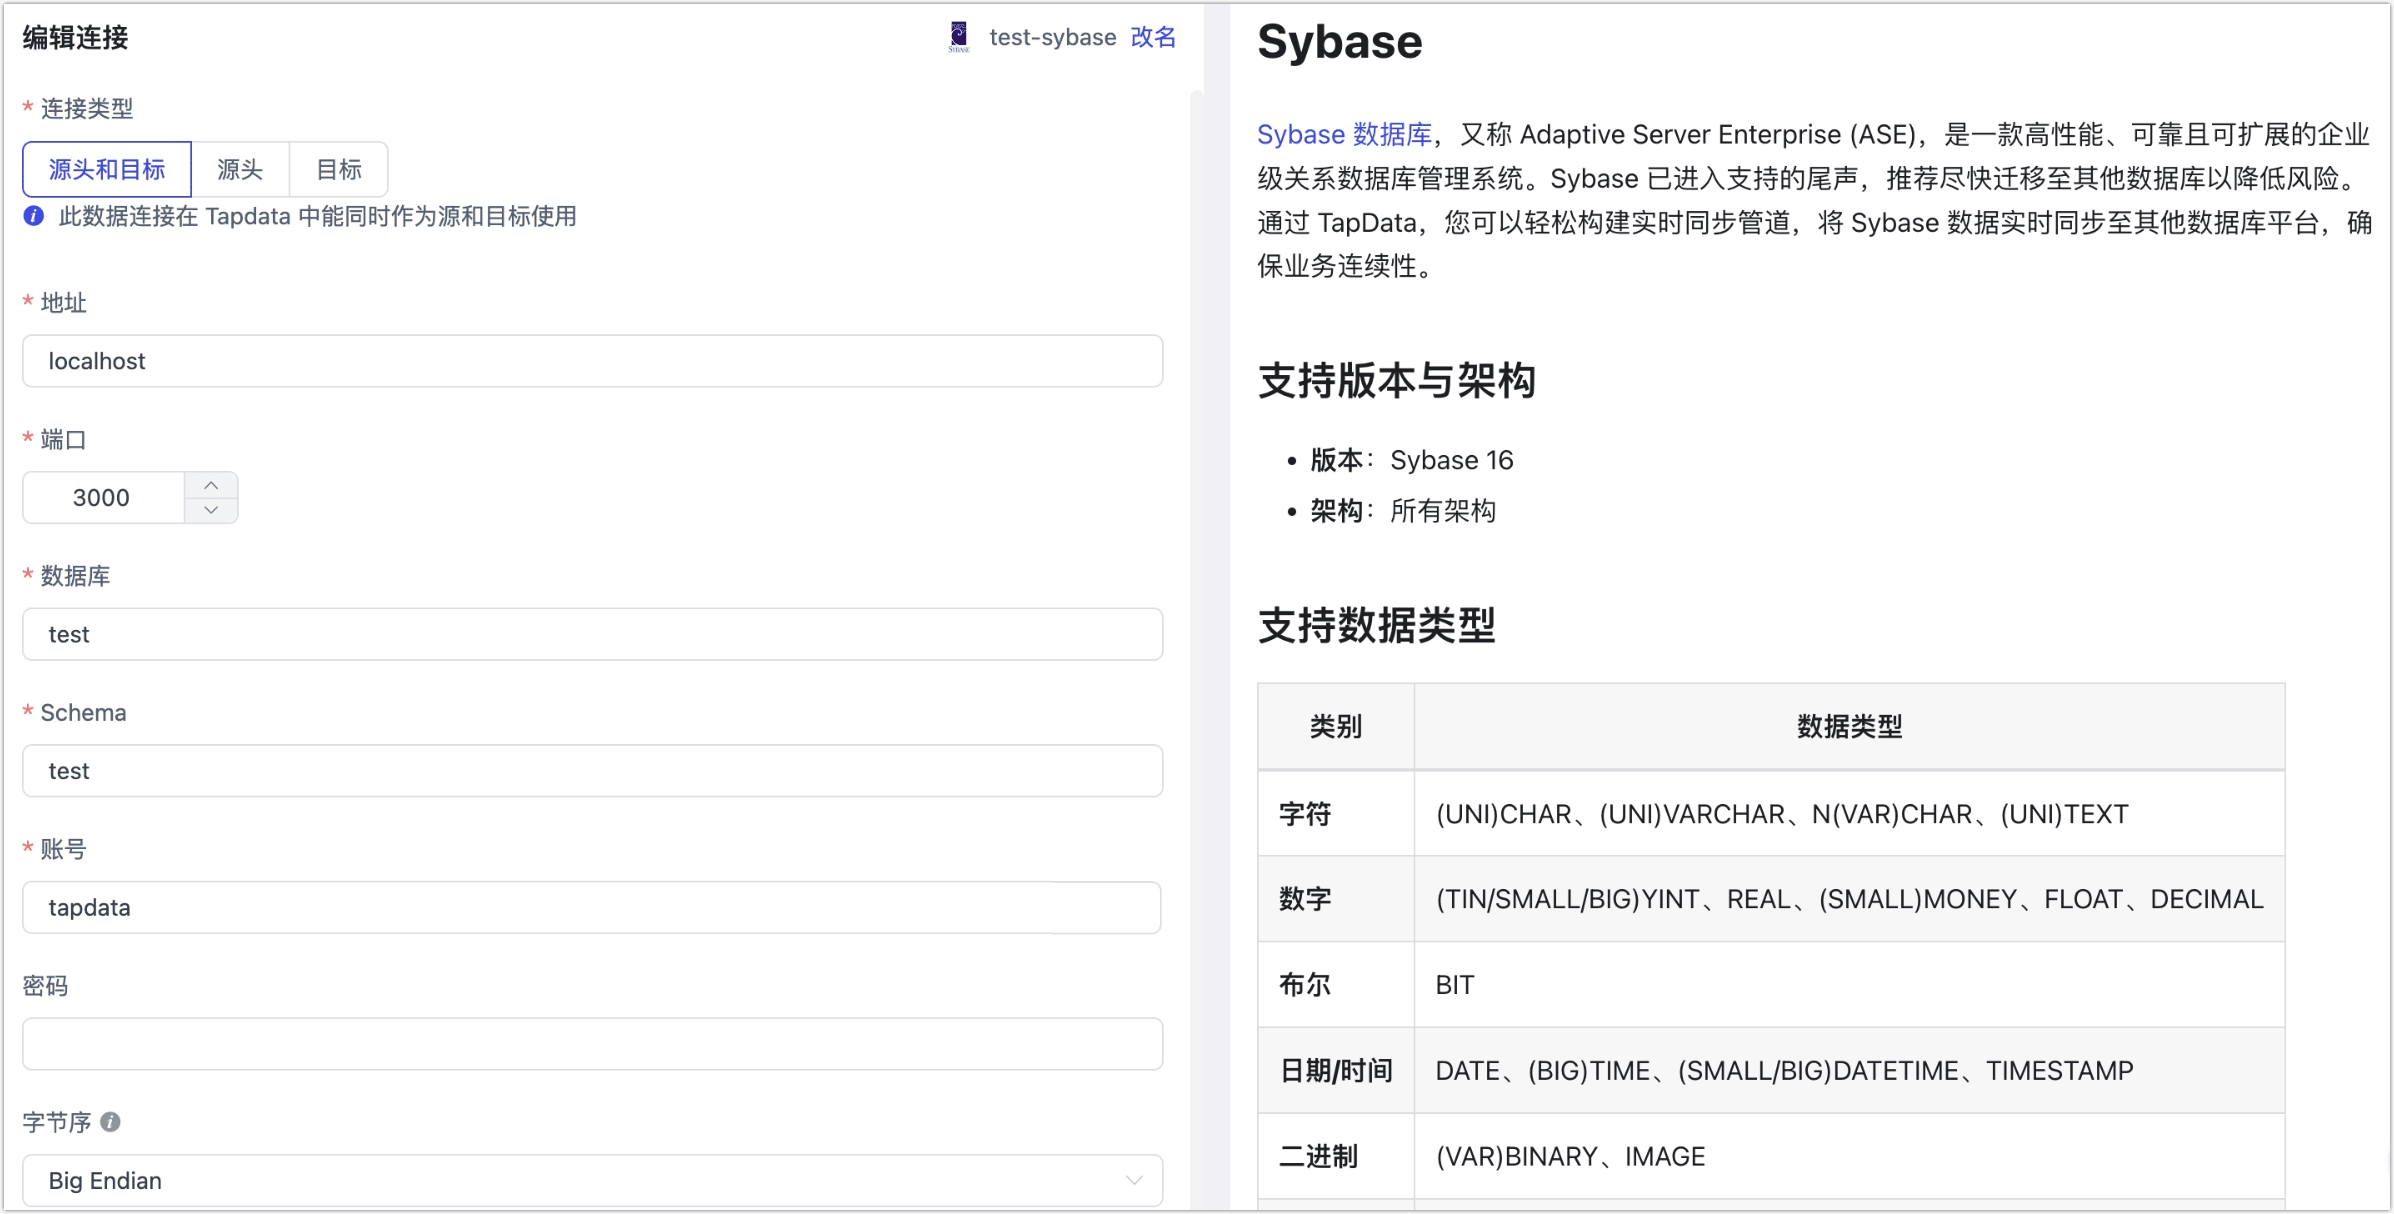 编辑连接
SYBASE
test-sybase 改名
* 连接类型
源头和目标 源头 目标
此数据连接在 Tapdata 中能同时作为源和目标使用
* 地址
localhost
* 端口
3000
* 数据库
test
* Schema
test
* 账号
tapdata
密码
字节序
Big Endian
Sybase
Sybase 数据库，又称 Adaptive Server Enterprise (ASE)，是一款高性能、可靠且可扩展的企业
级关系数据库管理系统。Sybase 已进入支持的尾声，推荐尽快迁移至其他数据库以降低风险。
通过 TapData，您可以轻松构建实时同步管道，将 Sybase 数据实时同步至其他数据库平台，确
保业务连续性。
支持版本与架构
• 版本：Sybase 16
• 架构：所有架构
支持数据类型
类别 数据类型
字符 (UNI)CHAR、(UNI)VARCHAR、N(VAR)CHAR、(UNI)TEXT
数字 (TIN/SMALL/BIG)YINT、REAL、(SMALL)MONEY、FLOAT、DECIMAL
布尔 BIT
日期/时间 DATE、(BIG)TIME、(SMALL/BIG)DATETIME、TIMESTAMP
二进制 (VAR)BINARY、IMAGE